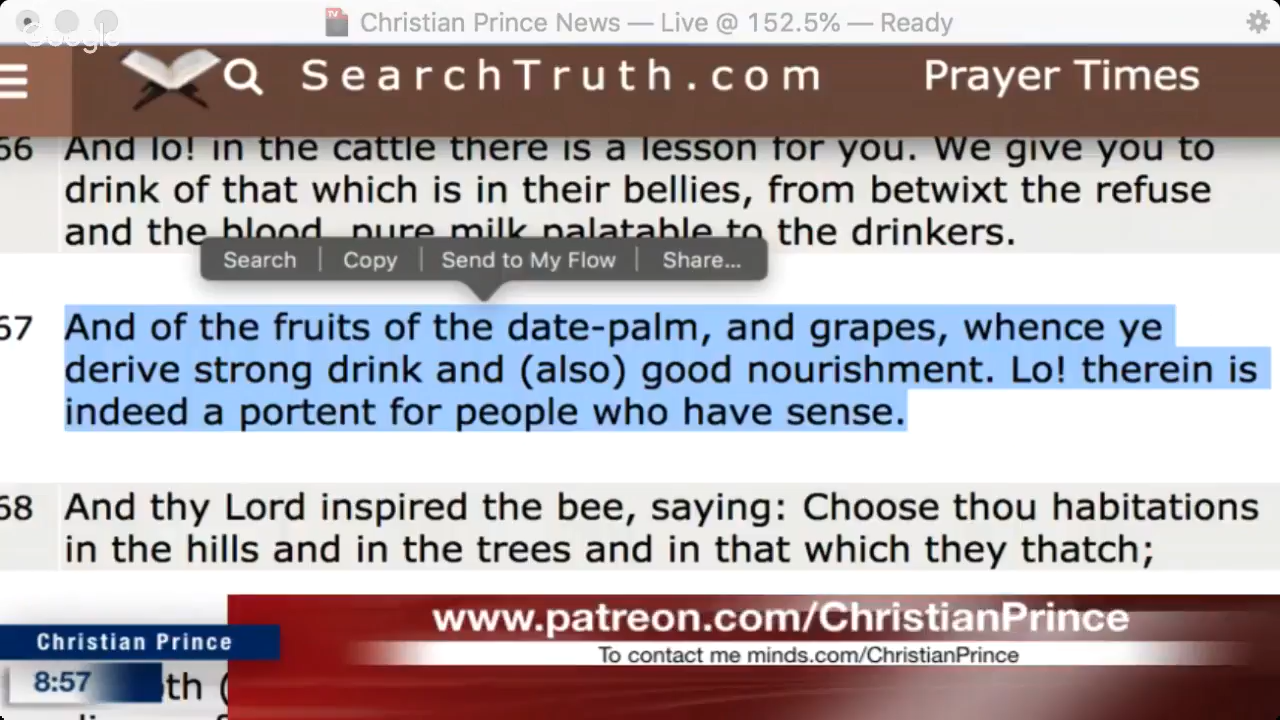 Google
Christian Prince News — Live @ 152.5% — Ready
SearchTruth.com Prayer Times
66 And lo! in the cattle there is a lesson for you. We give you to
drink of that which is in their bellies, from betwixt the refuse
and the blood, pure milk palatable to the drinkers.
Search Copy Send to My Flow Share...
67 And of the fruits of the date-palm, and grapes, whence ye
derive strong drink and (also) good nourishment. Lo! therein is
indeed a portent for people who have sense.
68 And thy Lord inspired the bee, saying: Choose thou habitations
in the hills and in the trees and in that which they thatch;
www.patreon.com/ChristianPrince
Christian Prince
To contact me minds.com/ChristianPrince
8:57
th (